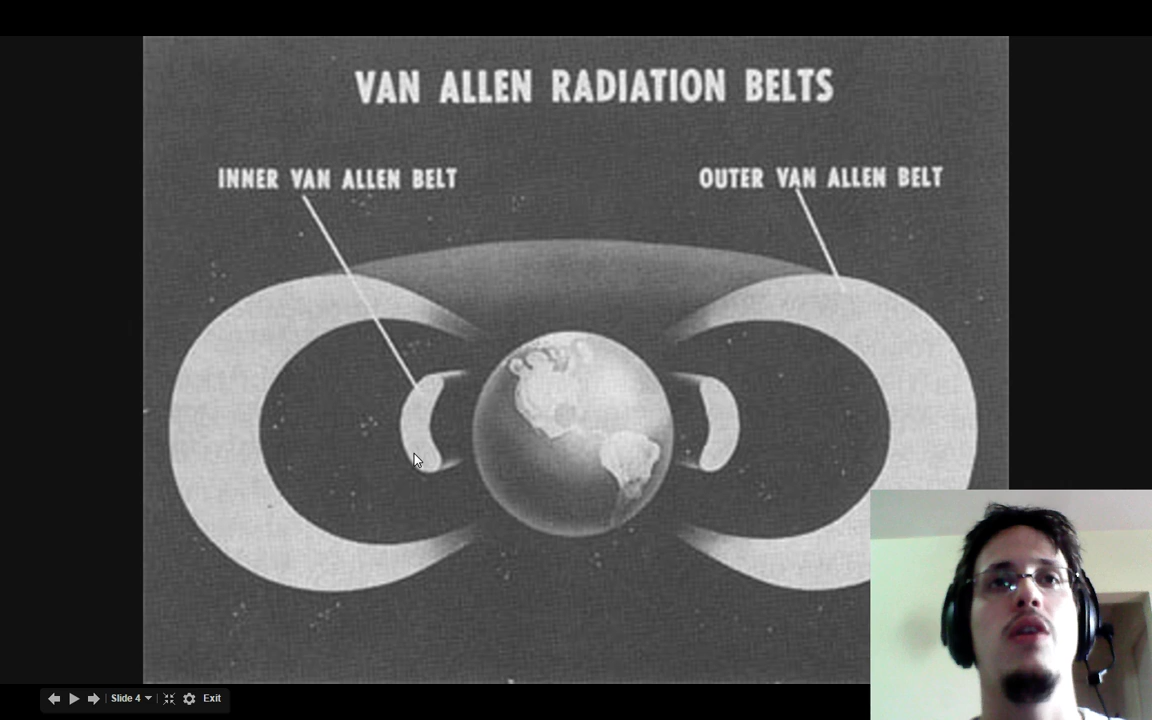 VAN ALLEN RADIATION BELTS
INNER VAN ALLEN BELT
OUTER VAN ALLEN BELT
Slide 4
Exit